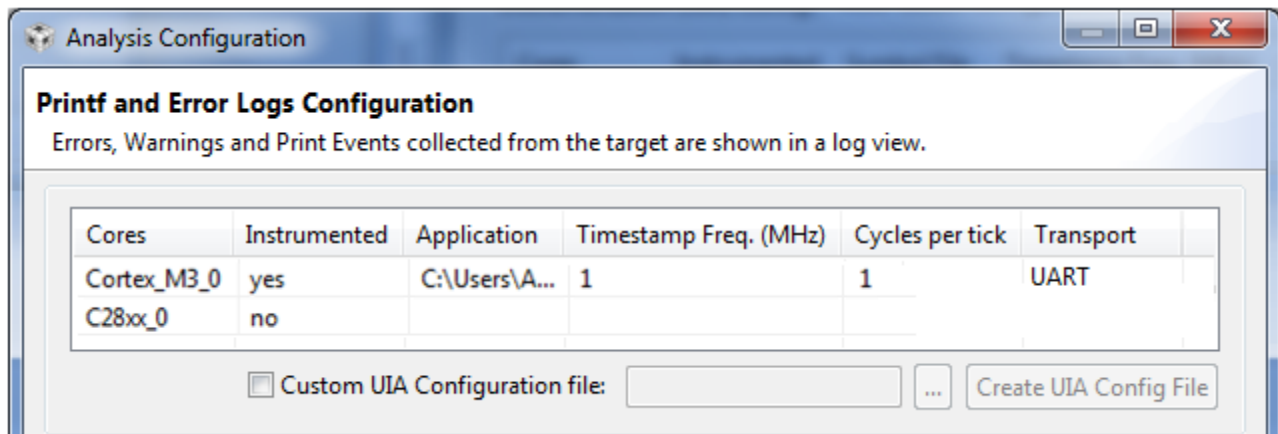 Analysis Configuration
Printf and Error Logs Configuration
Errors, Warnings and Print Events collected from the target are shown in a log view.
Cores Instrumented Application Timestamp Freq. (MHz) Cycles per tick Transport
Cortex_M3_0 yes C:\Users\A... 1 1 UART
C28xx_0 no
Custom UIA Configuration file: ... Create UIA Config File